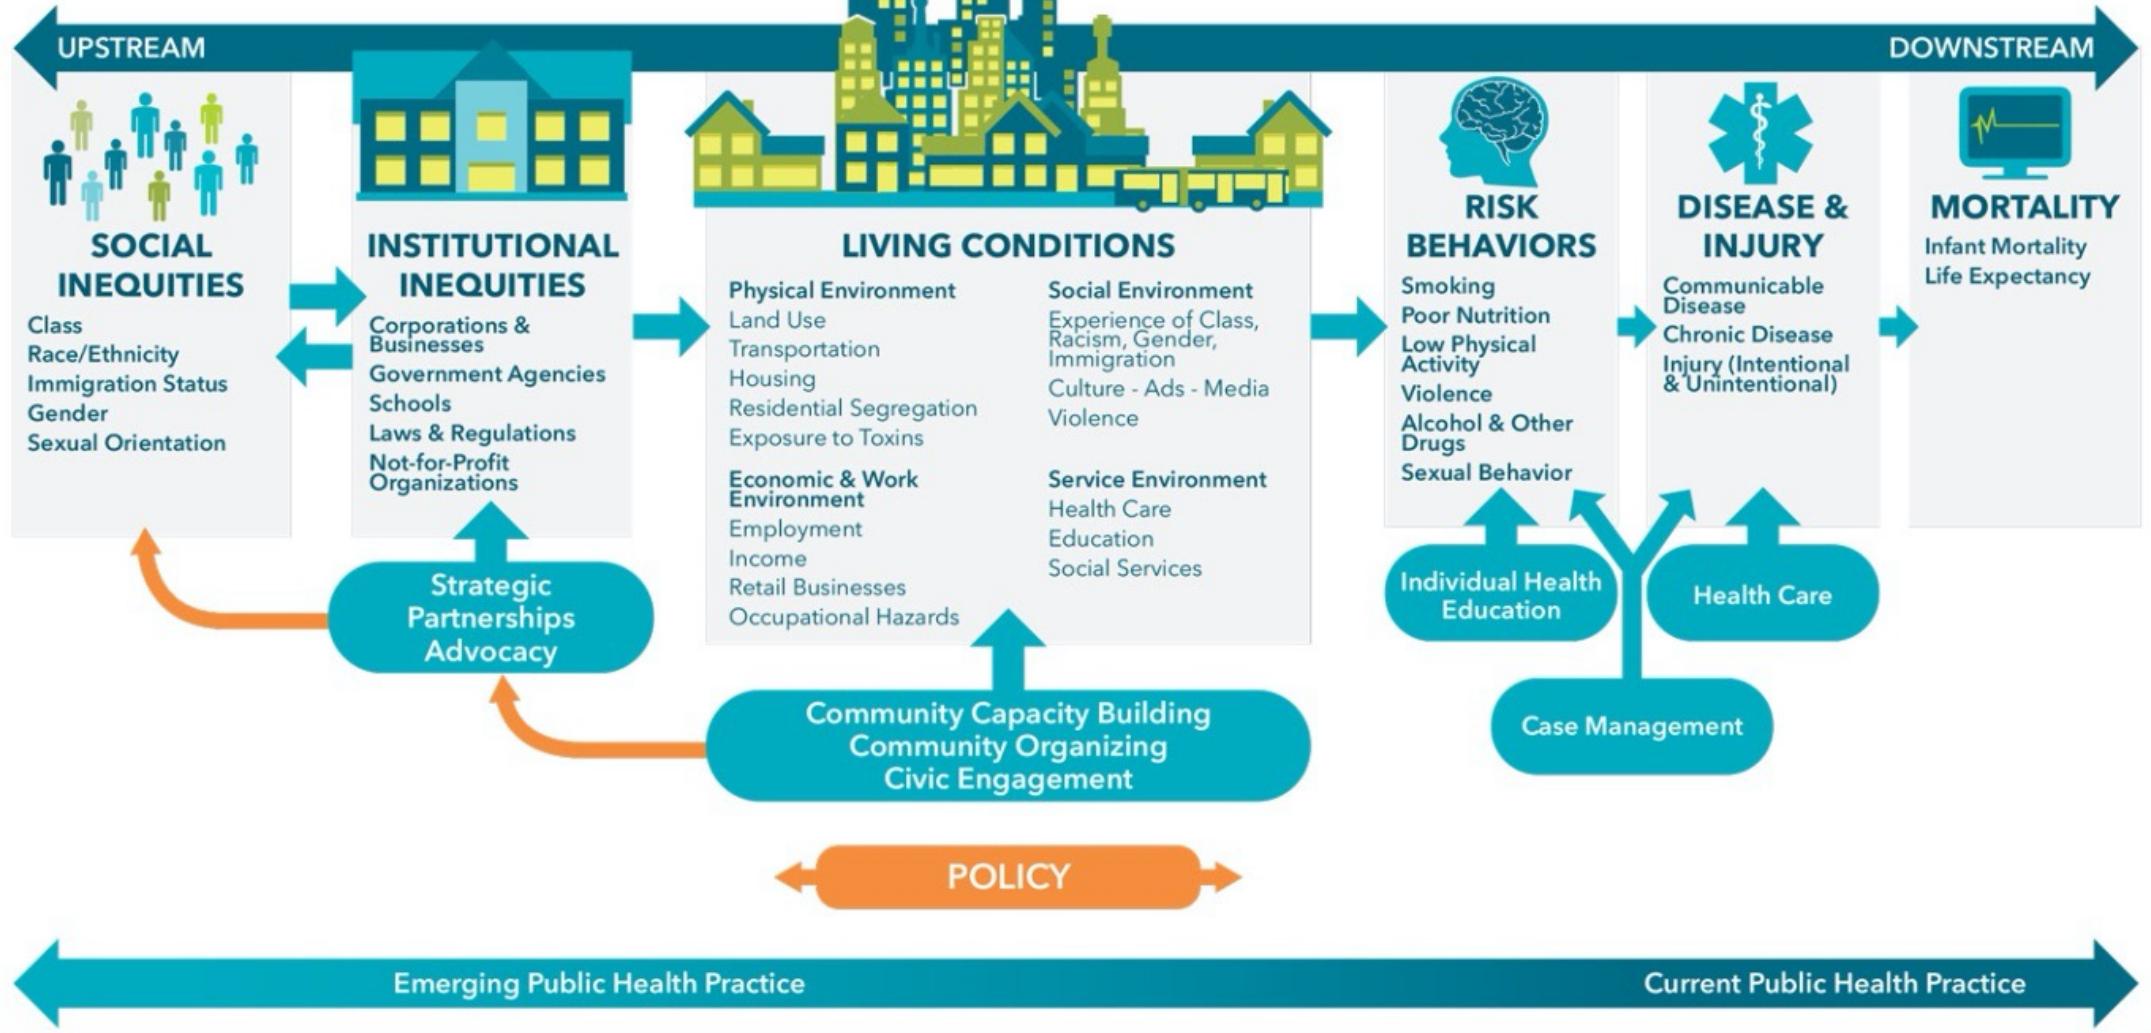 UPSTREAM
DOWNSTREAM
SOCIAL
INEQUITIES
Class
Race/Ethnicity
Immigration Status
Gender
Sexual Orientation
INSTITUTIONAL
INEQUITIES
Corporations &
Businesses
Government Agencies
Schools
Laws & Regulations
Not-for-Profit
Organizations
LIVING CONDITIONS
Physical Environment
Land Use
Transportation
Housing
Residential Segregation
Exposure to Toxins
Economic & Work
Environment
Employment
Income
Retail Businesses
Occupational Hazards
Social Environment
Experience of Class,
Racism, Gender,
Immigration
Culture - Ads - Media
Violence
Service Environment
Health Care
Education
Social Services
RISK
BEHAVIORS
Smoking
Poor Nutrition
Low Physical
Activity
Violence
Alcohol & Other
Drugs
Sexual Behavior
DISEASE &
INJURY
Communicable
Disease
Chronic Disease
Injury (Intentional
& Unintentional)
MORTALITY
Infant Mortality
Life Expectancy
Strategic
Partnerships
Advocacy
Community Capacity Building
Community Organizing
Civic Engagement
Individual Health
Education
Health Care
Case Management
POLICY
Emerging Public Health Practice
Current Public Health Practice